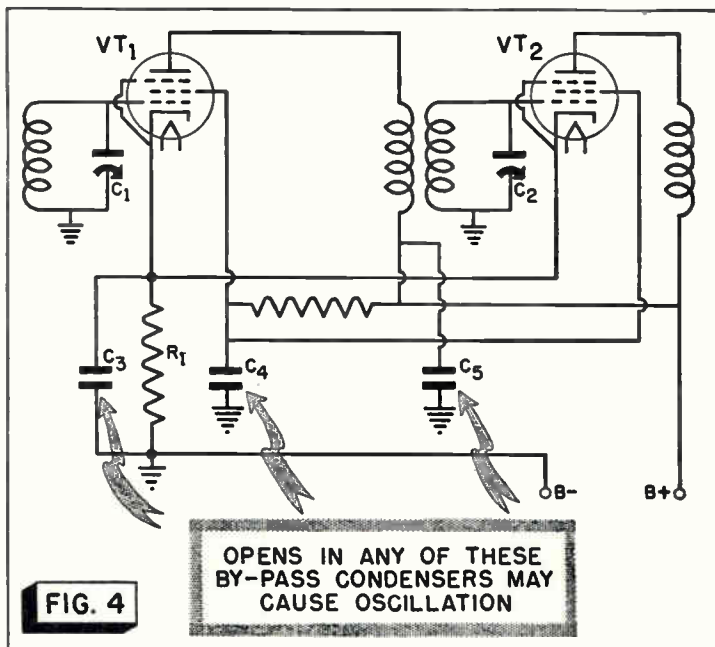 VT1
VT2
C1
C2
C3
R1
C4
C5
B-
B+
OPENS IN ANY OF THESE
BY-PASS CONDENSERS MAY
CAUSE OSCILLATION
FIG. 4